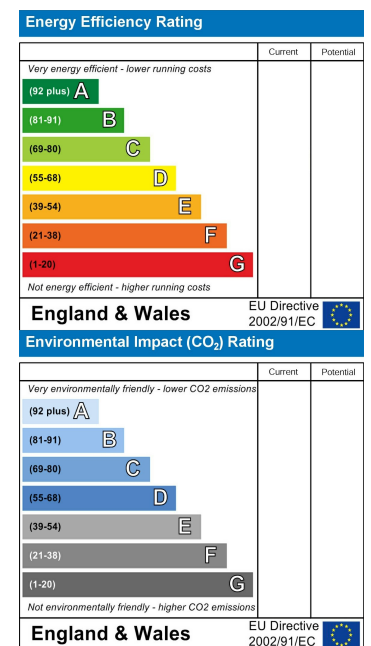 Energy Efficiency Rating
Current Potential
Very energy efficient - lower running costs
(92 plus) A
(81-91) B
(69-80) C
(55-68) D
(39-54) E
(21-38) F
(1-20) G
Not energy efficient - higher running costs
England & Wales
EU Directive
2002/91/EC
Environmental Impact (CO₂) Rating
Current Potential
Very environmentally friendly - lower CO2 emissions
(92 plus) A
(81-91) B
(69-80) C
(55-68) D
(39-54) E
(21-38) F
(1-20) G
Not environmentally friendly - higher CO2 emissions
England & Wales
EU Directive
2002/91/EC